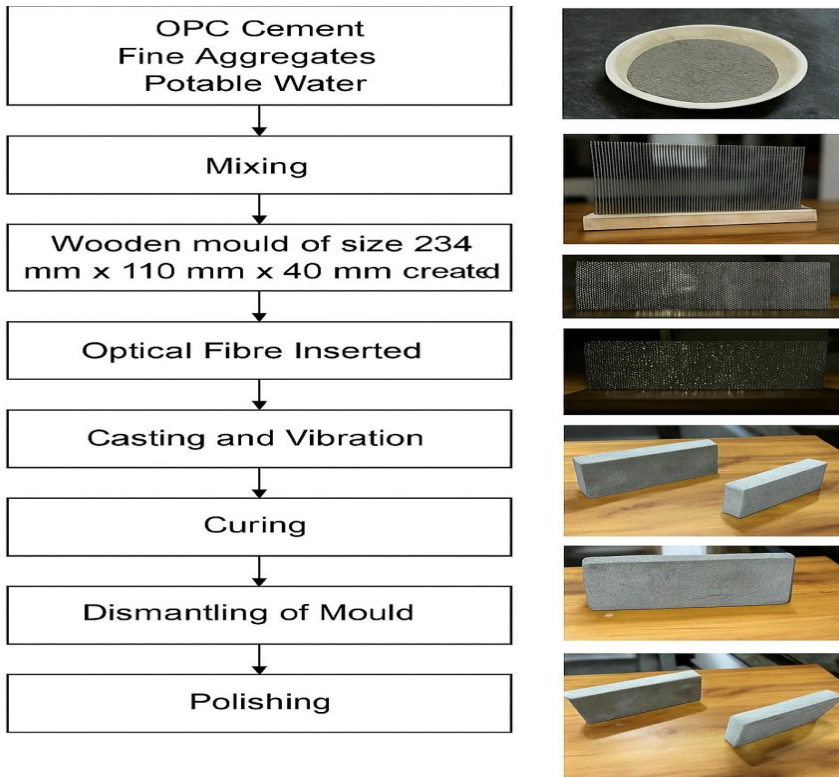 OPC Cement
Fine Aggregates
Potable Water
Mixing
Wooden mould of size 234
mm x 110 mm x 40 mm created
Optical Fibre Inserted
Casting and Vibration
Curing
Dismantling of Mould
Polishing